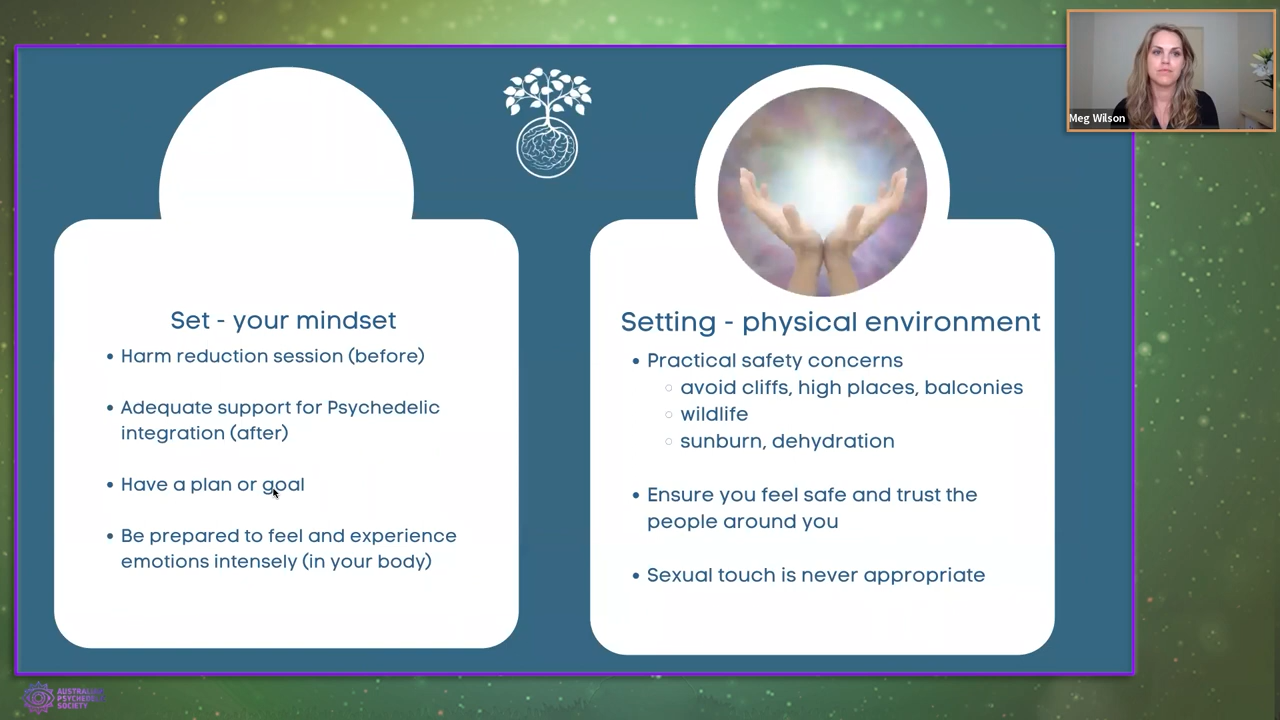 Meg Wilson
Set - your mindset
• Harm reduction session (before)
• Adequate support for Psychedelic
integration (after)
• Have a plan or goal
• Be prepared to feel and experience
emotions intensely (in your body)
Setting - physical environment
• Practical safety concerns
○ avoid cliffs, high places, balconies
○ wildlife
○ sunburn, dehydration
• Ensure you feel safe and trust the
people around you
• Sexual touch is never appropriate
SOCIETY